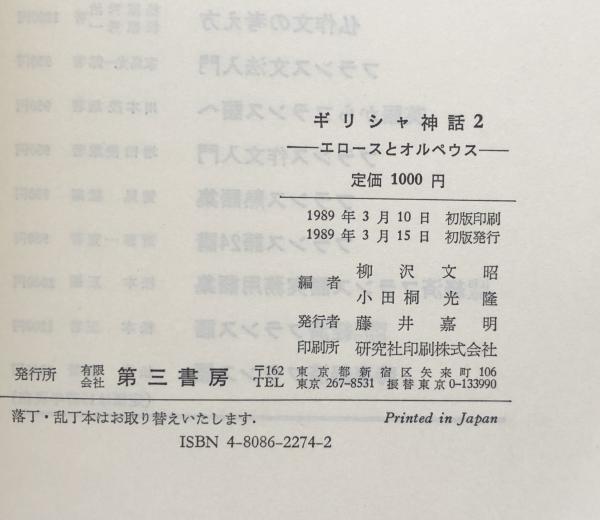 ギリシャ神話2
――エロースとオルペウス――
定価 1000 円
1989 年 3 月 10 日 初版印刷
1989 年 3 月 15 日 初版発行
編者 柳沢文昭
小田桐光隆
発行者 藤井嘉明
印刷所 研究社印刷株式会社
発行所 有限会社 第三書房 〒162 東京都新宿区矢来町 106
TEL 東京 267-8531 振替東京 0-133990
落丁・乱丁本はお取り替えいたします.
Printed in Japan
ISBN 4-8086-2274-2